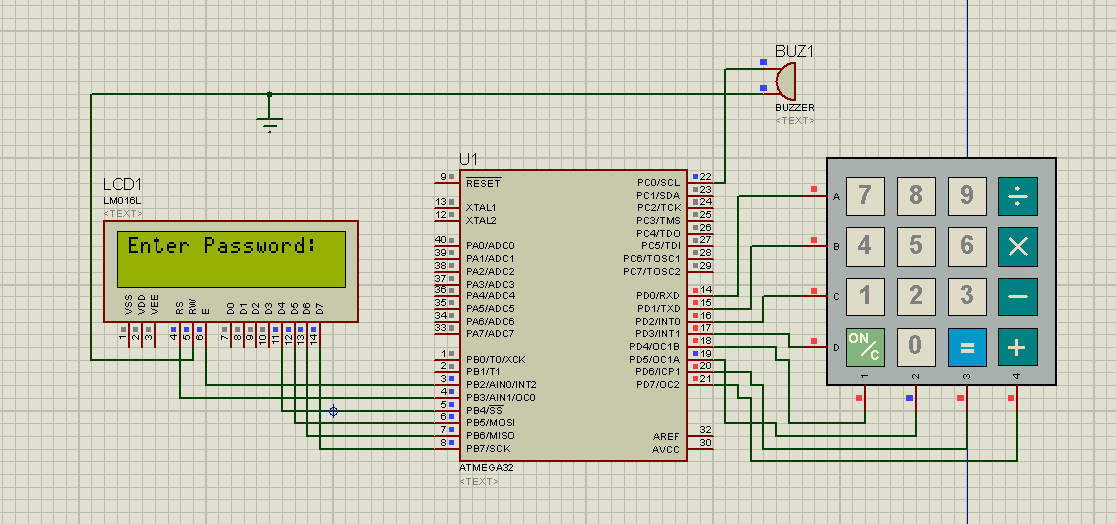 BUZ1
BUZZER
<TEXT>
LCD1
LM016L
<TEXT>
Enter Password:
VSS
VDD
VEE
RS
RW
E
D0
D1
D2
D3
D4
D5
D6
D7
1
2
3
4
5
6
7
8
9
10
11
12
13
14
U1
9 RESET
13 XTAL1
12 XTAL2
40 PA0/ADC0
39 PA1/ADC1
38 PA2/ADC2
37 PA3/ADC3
36 PA4/ADC4
35 PA5/ADC5
34 PA6/ADC6
33 PA7/ADC7
1 PB0/T0/XCK
2 PB1/T1
3 PB2/AIN0/INT2
4 PB3/AIN1/OC0
5 PB4/SS
6 PB5/MOSI
7 PB6/MISO
8 PB7/SCK
PC0/SCL 22
PC1/SDA 23
PC2/TCK 24
PC3/TMS 25
PC4/TDO 26
PC5/TDI 27
PC6/TOSC1 28
PC7/TOSC2 29
PD0/RXD 14
PD1/TXD 15
PD2/INT0 16
PD3/INT1 17
PD4/OC1B 18
PD5/OC1A 19
PD6/ICP1 20
PD7/OC2 21
AREF 32
AVCC 30
ATMEGA32
<TEXT>
A 7 8 9 ÷
B 4 5 6 ×
C 1 2 3 −
D ON/C 0 = +
1 2 3 4